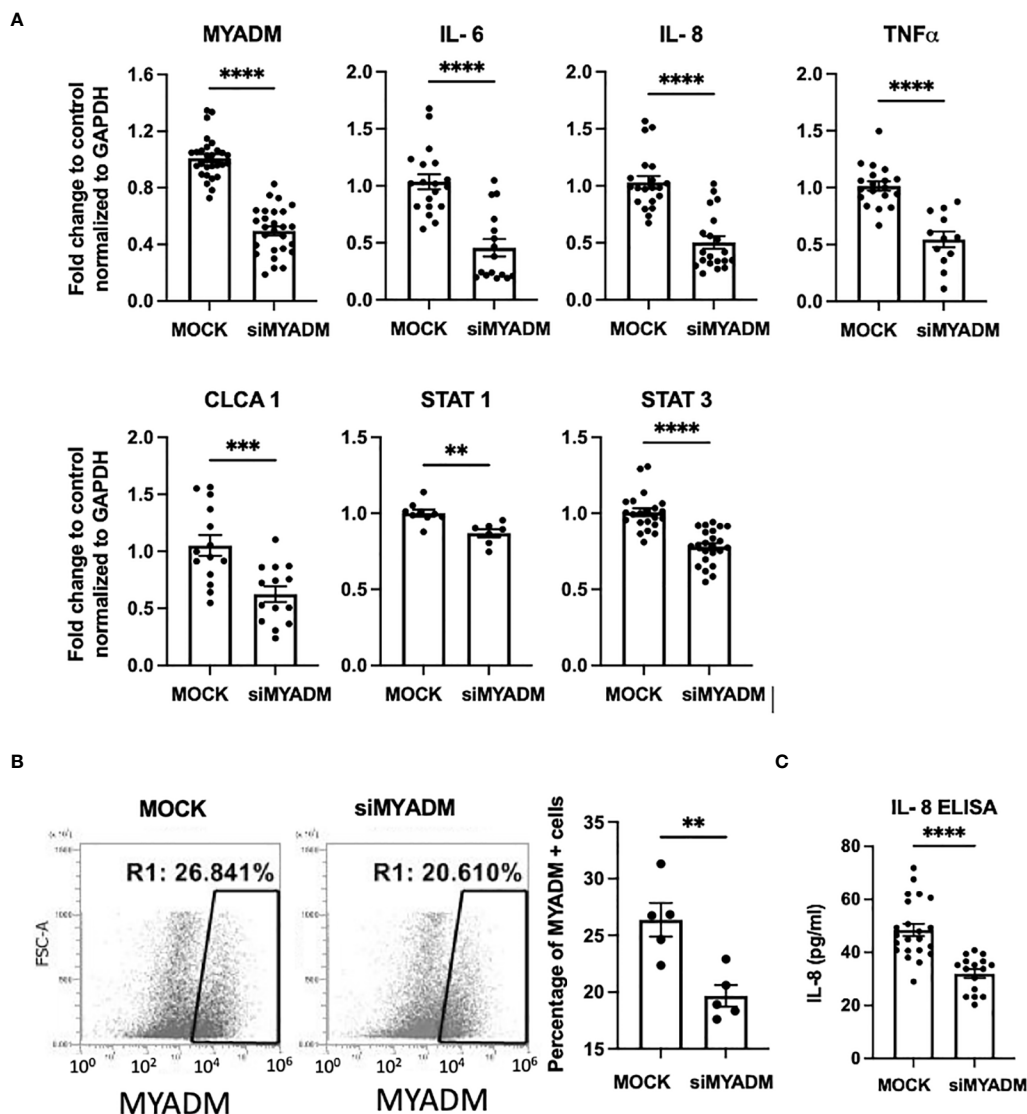 A
MYADM
IL- 6
IL- 8
TNFα
Fold change to control
normalized to GAPDH
1.6
1.2
0.8
0.4
0.0
****
MOCK siMYADM
2.0
1.5
1.0
0.5
0.0
****
MOCK siMYADM
2.0
1.5
1.0
0.5
0.0
****
MOCK siMYADM
2.0
1.5
1.0
0.5
0.0
****
MOCK siMYADM
CLCA 1
STAT 1
STAT 3
Fold change to control
normalized to GAPDH
2.0
1.5
1.0
0.5
0.0
***
MOCK siMYADM
1.5
1.0
0.5
0.0
**
MOCK siMYADM
1.5
1.0
0.5
0.0
****
MOCK siMYADM
B
MOCK
R1: 26.841%
FSC-A
10⁰ 10² 10⁴ 10⁶
MYADM
siMYADM
R1: 20.610%
10⁰ 10² 10⁴ 10⁶
MYADM
Percentage of MYADM + cells
35
30
25
20
15
**
MOCK siMYADM
C
IL- 8 ELISA
****
IL-8 (pg/ml)
80
60
40
20
0
MOCK siMYADM